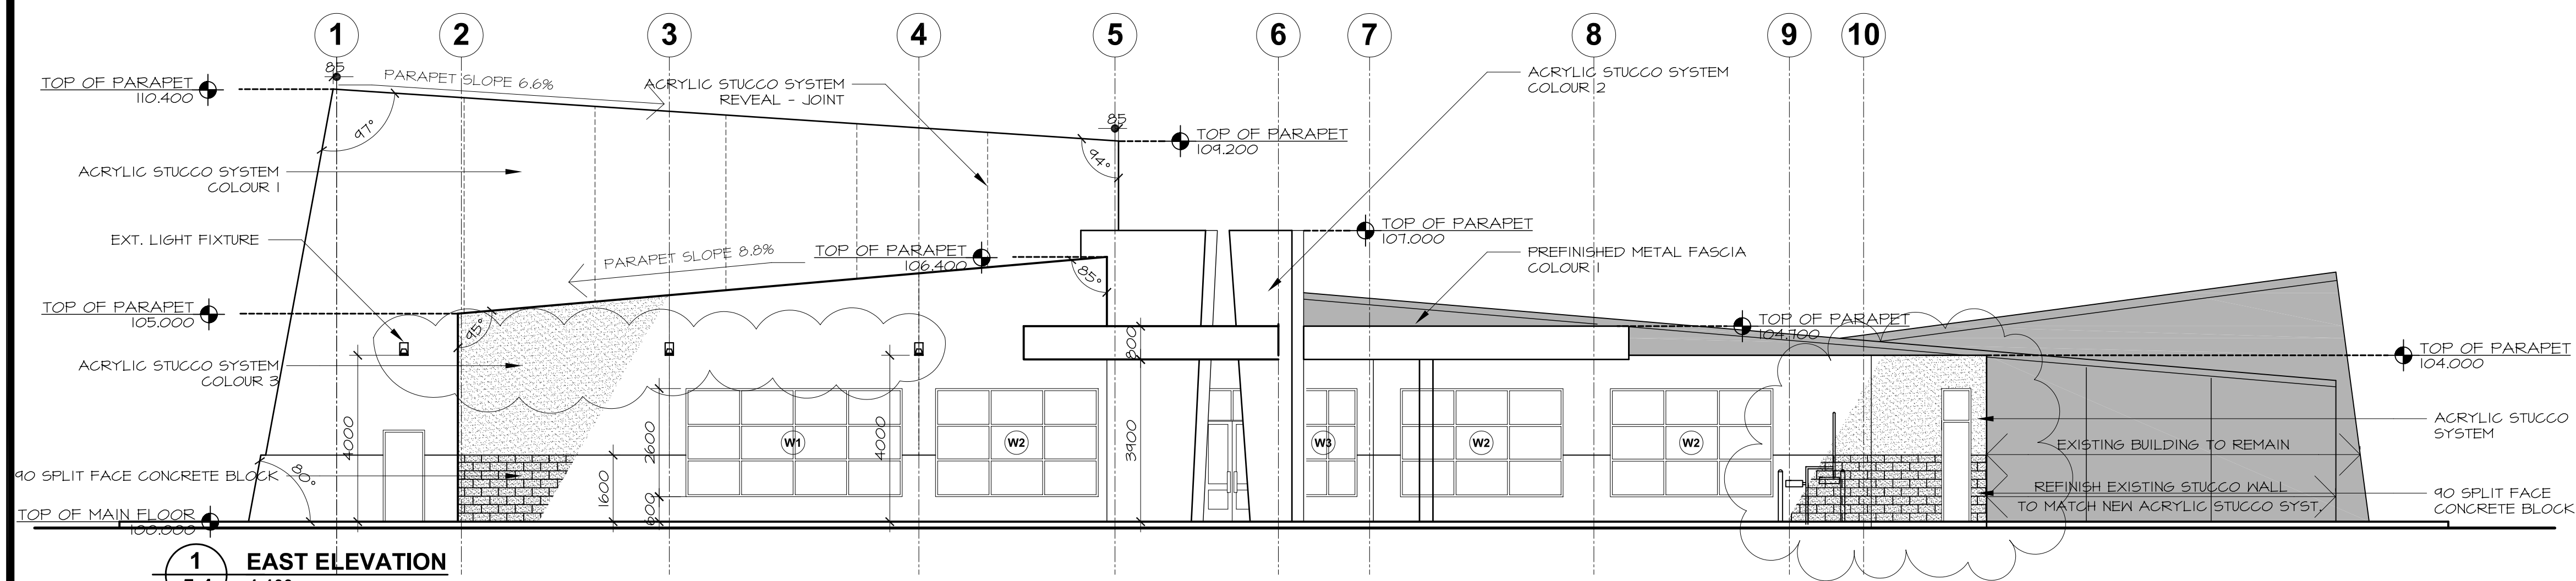 1
2
3
4
5
6
7
8
9
10
85
PARAPET SLOPE 6.6%
TOP OF PARAPET
110.400
ACRYLIC STUCCO SYSTEM
REVEAL - JOINT
ACRYLIC STUCCO SYSTEM
COLOUR 2
97°
85
TOP OF PARAPET
109.200
94°
ACRYLIC STUCCO SYSTEM
COLOUR 1
TOP OF PARAPET
107.000
EXT. LIGHT FIXTURE
PARAPET SLOPE 8.8%
TOP OF PARAPET
106.400
85°
PREFINISHED METAL FASCIA
COLOUR 1
TOP OF PARAPET
105.000
95°
TOP OF PARAPET
104.700
800
TOP OF PARAPET
104.000
ACRYLIC STUCCO SYSTEM
COLOUR 3
4000
2600
4000
3900
W1
W2
W3
W2
W2
ACRYLIC STUCCO
SYSTEM
EXISTING BUILDING TO REMAIN
90 SPLIT FACE CONCRETE BLOCK
80°
1600
600
REFINISH EXISTING STUCCO WALL
TO MATCH NEW ACRYLIC STUCCO SYST.
90 SPLIT FACE
CONCRETE BLOCK
TOP OF MAIN FLOOR
100.000
1
EAST ELEVATION